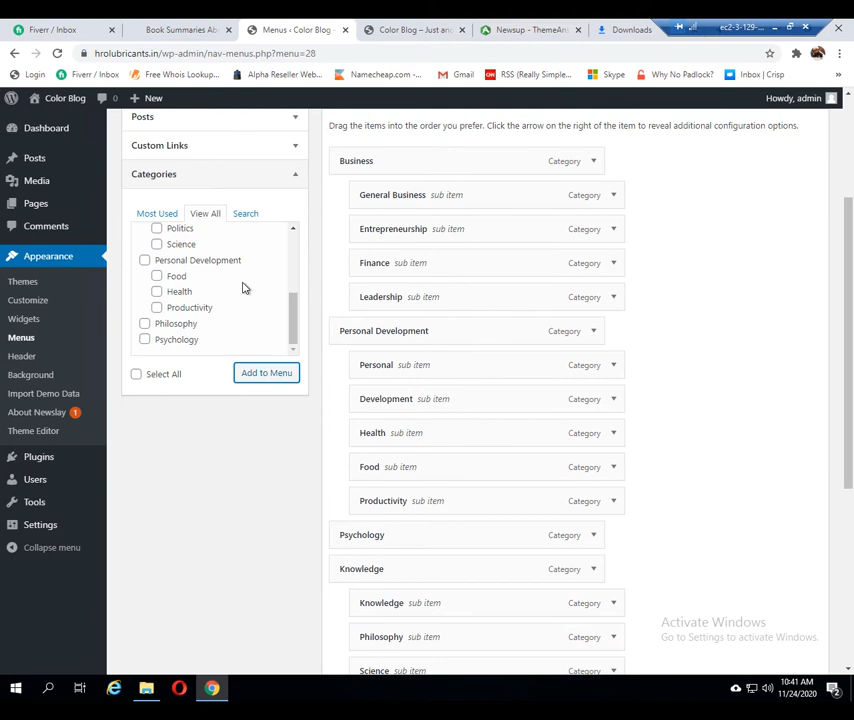 Fiverr / Inbox × Book Summaries Ab × Menus ‹ Color Blog - × Color Blog – Just an × Newsup - ThemeAn × Downloads ec2-3-129-
hrolubricants.in/wp-admin/nav-menus.php?menu=28
Login Fiverr / Inbox Free Whois Lookup... Alpha Reseller Web... Namecheap.com -... Gmail RSS (Really Simple... Skype Why No Padlock? Inbox | Crisp
Color Blog 0 + New Howdy, admin
Dashboard
Posts
Media
Pages
Comments
Appearance
Themes
Customize
Widgets
Menus
Header
Background
Import Demo Data
About Newslay 1
Theme Editor
Plugins
Users
Tools
Settings
Collapse menu
Posts
Custom Links
Categories
Most Used View All Search
Politics
Science
Personal Development
Food
Health
Productivity
Philosophy
Psychology
Select All Add to Menu
Drag the items into the order you prefer. Click the arrow on the right of the item to reveal additional configuration options.
Business Category
General Business sub item Category
Entrepreneurship sub item Category
Finance sub item Category
Leadership sub item Category
Personal Development Category
Personal sub item Category
Development sub item Category
Health sub item Category
Food sub item Category
Productivity sub item Category
Psychology Category
Knowledge Category
Knowledge sub item Category
Philosophy sub item Category
Science sub item Category
Activate Windows
Go to Settings to activate Windows.
10:41 AM
11/24/2020
2